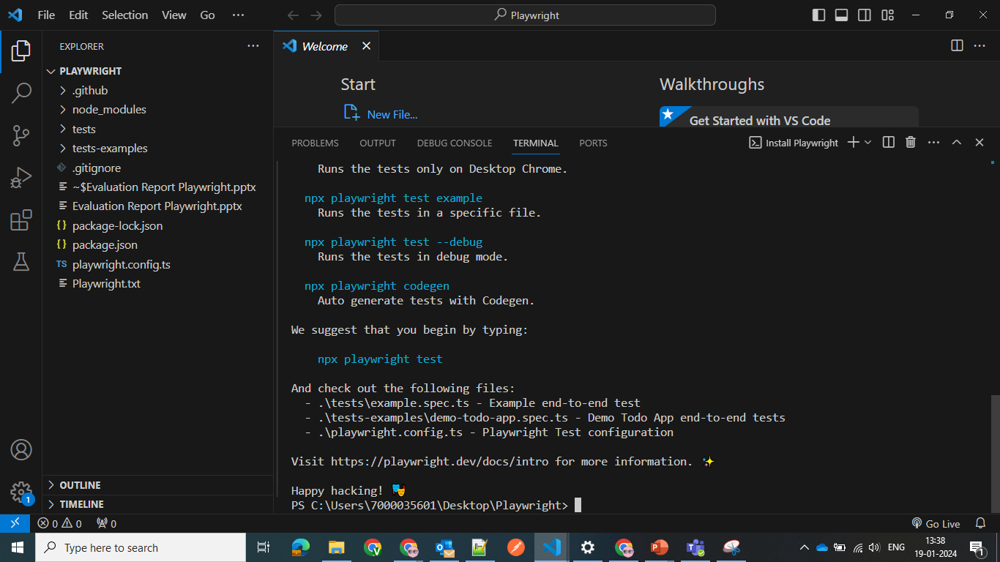 File Edit Selection View Go ···
Playwright
EXPLORER ···
PLAYWRIGHT
.github
node_modules
tests
tests-examples
.gitignore
~$Evaluation Report Playwright.pptx
Evaluation Report Playwright.pptx
{} package-lock.json
{} package.json
TS playwright.config.ts
Playwright.txt
OUTLINE
TIMELINE
1
Welcome
Start
New File...
Walkthroughs
Get Started with VS Code
PROBLEMS OUTPUT DEBUG CONSOLE TERMINAL PORTS
Install Playwright
Runs the tests only on Desktop Chrome.
npx playwright test example
Runs the tests in a specific file.
npx playwright test --debug
Runs the tests in debug mode.
npx playwright codegen
Auto generate tests with Codegen.
We suggest that you begin by typing:
npx playwright test
And check out the following files:
- .\tests\example.spec.ts - Example end-to-end test
- .\tests-examples\demo-todo-app.spec.ts - Demo Todo App end-to-end tests
- .\playwright.config.ts - Playwright Test configuration
Visit https://playwright.dev/docs/intro for more information. ✨
Happy hacking! 🎭
PS C:\Users\7000035601\Desktop\Playwright>
0 0 0
Go Live
Type here to search
ENG
13:38
19-01-2024
1